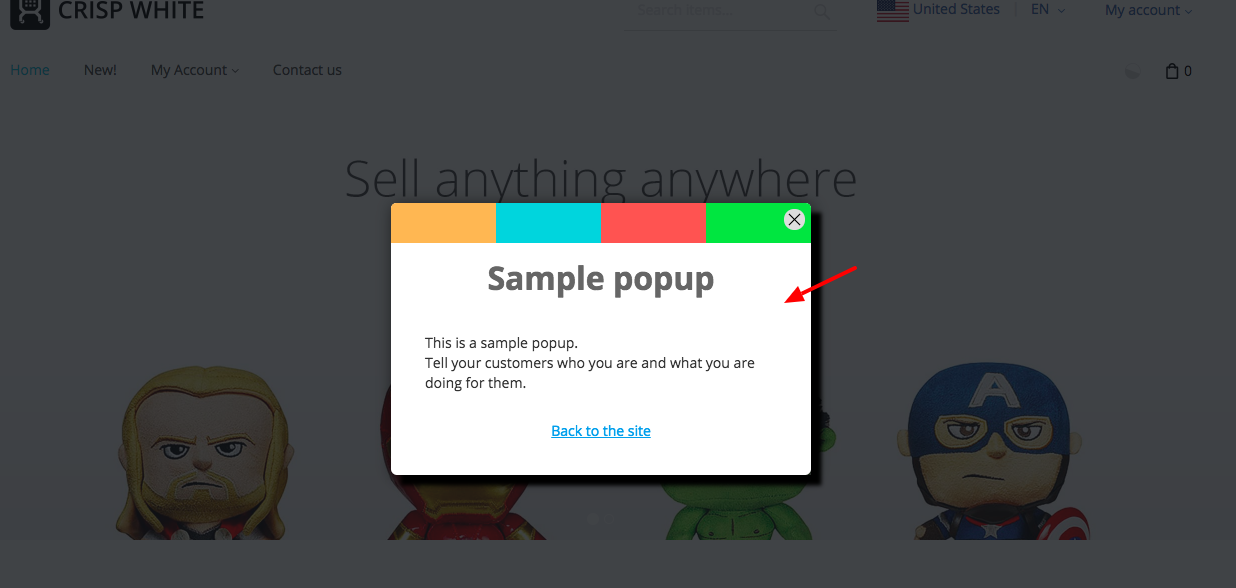 CRISP WHITE
Search items...
United States
EN
My account
Home
New!
My Account
Contact us
0
Sell anything anywhere
Sample popup
This is a sample popup.
Tell your customers who you are and what you are
doing for them.
Back to the site
A